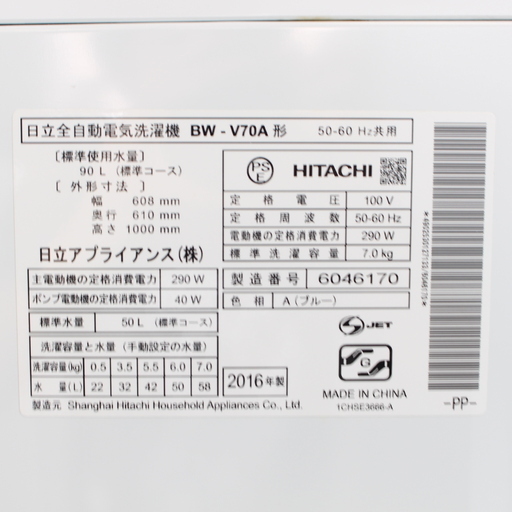 日立全自動電気洗濯機 BW-V70A 形 50-60 Hz共用
〔標準使用水量〕
90 L（標準コース）
〔外形寸法〕
幅 608 mm
奥行 610 mm
高さ 1000 mm
日立アプライアンス(株)
PSE HITACHI
定格電圧 100 V
定格周波数 50-60 Hz
電動機の定格消費電力 290 W
標準洗濯容量 7.0kg
主電動機の定格消費電力 290 W
ポンプ電動機の定格消費電力 40 W
製造番号 6046170
色相 A（ブルー）
標準水量 50L（標準コース）
洗濯容量と水量（手動設定の水量）
洗濯容量(kg) 0.5 3.5 5.5 6.0 7.0
水量(L) 22 32 42 50 58
S JET
G
2016年製
MADE IN CHINA
1CHSE3666-A
製造元 Shanghai Hitachi Household Appliances Co., Ltd.
-PP-